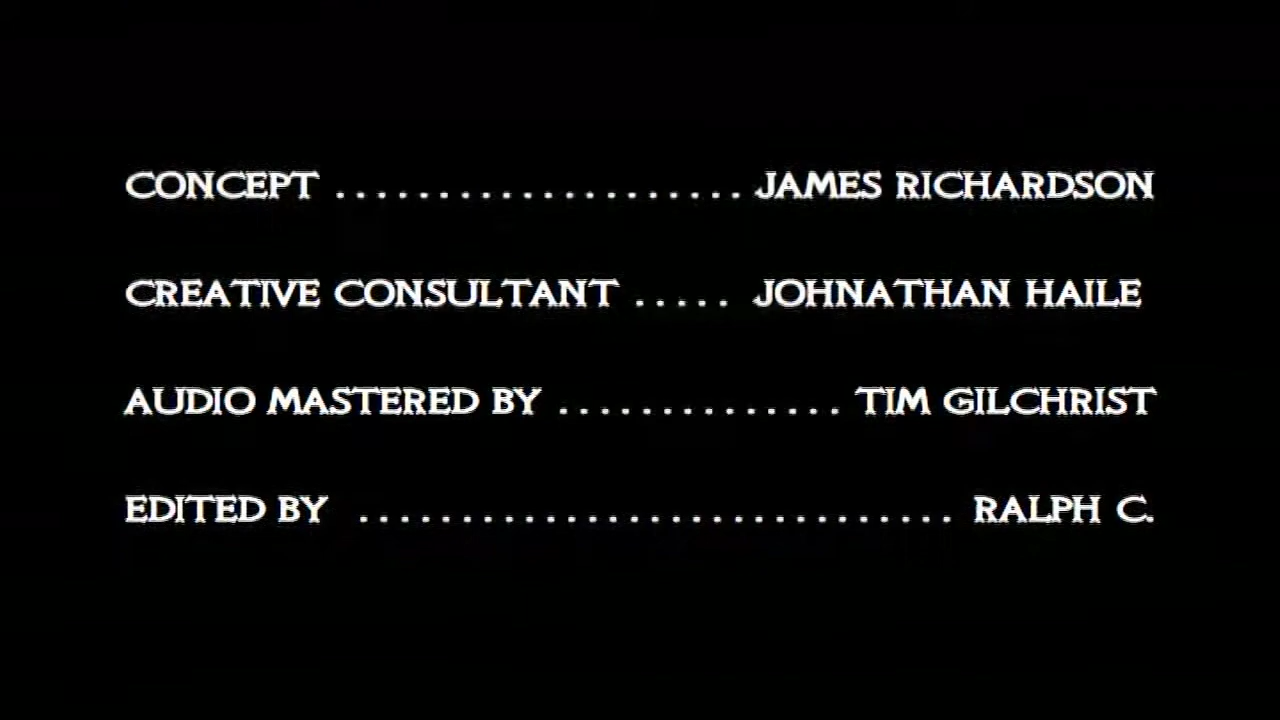 CONCEPT . . . . . . . . . . . . . . . . . . . . JAMES RICHARDSON
CREATIVE CONSULTANT . . . . . JOHNATHAN HAILE
AUDIO MASTERED BY . . . . . . . . . . . . . . TIM GILCHRIST
EDITED BY . . . . . . . . . . . . . . . . . . . . . . . . . . . . . RALPH C.